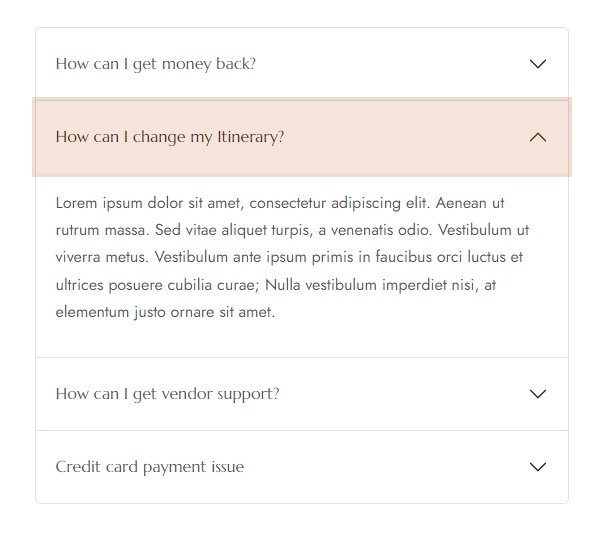 How can I get money back?
How can I change my Itinerary?
Lorem ipsum dolor sit amet, consectetur adipiscing elit. Aenean ut
rutrum massa. Sed vitae aliquet turpis, a venenatis odio. Vestibulum ut
viverra metus. Vestibulum ante ipsum primis in faucibus orci luctus et
ultrices posuere cubilia curae; Nulla vestibulum imperdiet nisi, at
elementum justo ornare sit amet.
How can I get vendor support?
Credit card payment issue